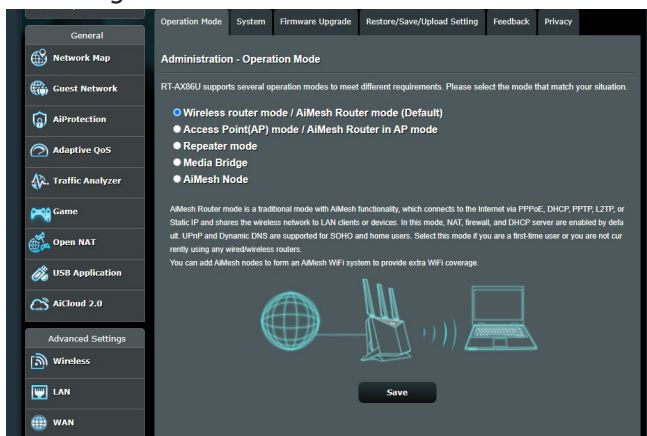 Operation Mode System Firmware Upgrade Restore/Save/Upload Setting Feedback Privacy
General
Network Map
Guest Network
AiProtection
Adaptive QoS
Traffic Analyzer
Game
Open NAT
USB Application
AiCloud 2.0
Advanced Settings
Wireless
LAN
WAN
Administration - Operation Mode
RT-AX86U supports several operation modes to meet different requirements. Please select the mode that match your situation.
Wireless router mode / AiMesh Router mode (Default)
Access Point(AP) mode / AiMesh Router in AP mode
Repeater mode
Media Bridge
AiMesh Node
AiMesh Router mode is a traditional mode with AiMesh functionality, which connects to the Internet via PPPoE, DHCP, PPTP, L2TP, or
Static IP and shares the wireless network to LAN clients or devices. In this mode, NAT, firewall, and DHCP server are enabled by defa
ult. UPnP and Dynamic DNS are supported for SOHO and home users. Select this mode if you are a first-time user or you are not cur
rently using any wired/wireless routers.
You can add AiMesh nodes to form an AiMesh WiFi system to provide extra WiFi coverage.
Save